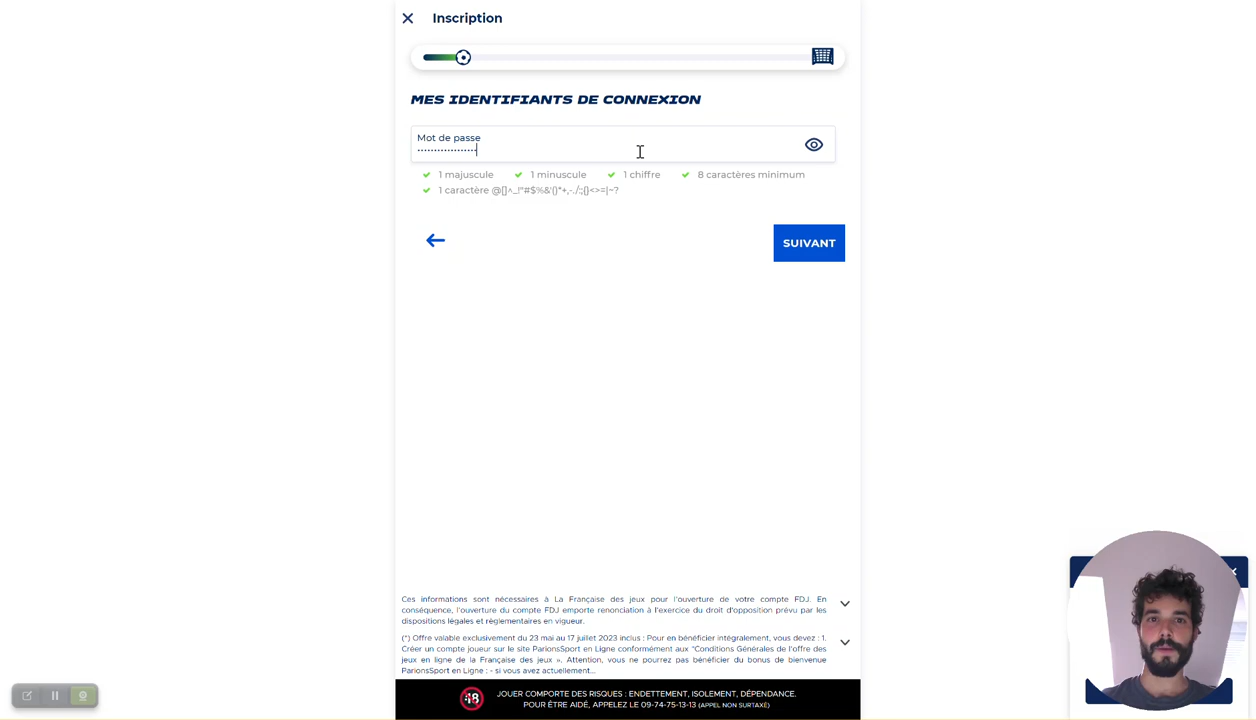 Inscription
MES IDENTIFIANTS DE CONNEXION
Mot de passe
••••••••••••••••••
1 majuscule
1 minuscule
1 chiffre
8 caractères minimum
1 caractère @[]^_!"#$%&'()*+,-./:;{}<>=|~?
SUIVANT
Ces informations sont nécessaires à La Française des jeux pour l'ouverture de votre compte FDJ. En
conséquence, l'ouverture du compte FDJ emporte renonciation à l'exercice du droit d'opposition prévu par les
dispositions légales et règlementaires en vigueur.
(*) Offre valable exclusivement du 23 mai au 17 juillet 2023 inclus : Pour en bénéficier intégralement, vous devez : 1.
Créer un compte joueur sur le site ParionsSport en Ligne conformément aux "Conditions Générales de l'offre des
jeux en ligne de la Française des jeux ». Attention, vous ne pourrez pas bénéficier du bonus de bienvenue
ParionsSport en Ligne : - si vous avez actuellement...
-18
JOUER COMPORTE DES RISQUES : ENDETTEMENT, ISOLEMENT, DÉPENDANCE.
POUR ÊTRE AIDÉ, APPELEZ LE 09-74-75-13-13 (APPEL NON SURTAXÉ)